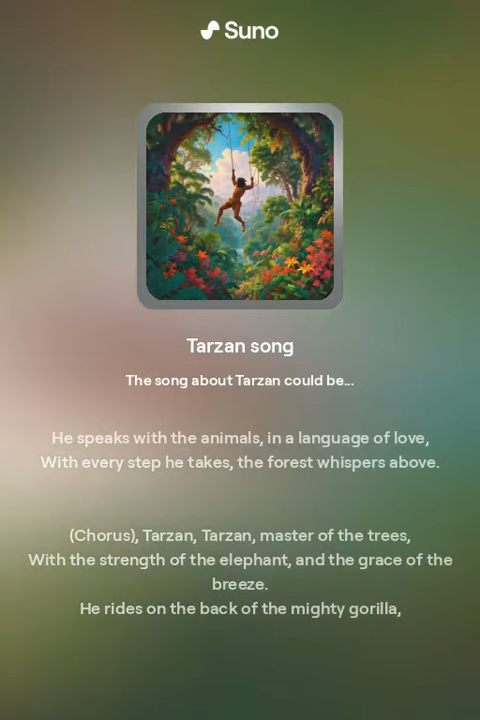 Suno
Tarzan song
The song about Tarzan could be...
He speaks with the animals, in a language of love,
With every step he takes, the forest whispers above.
(Chorus), Tarzan, Tarzan, master of the trees,
With the strength of the elephant, and the grace of the
breeze.
He rides on the back of the mighty gorilla,